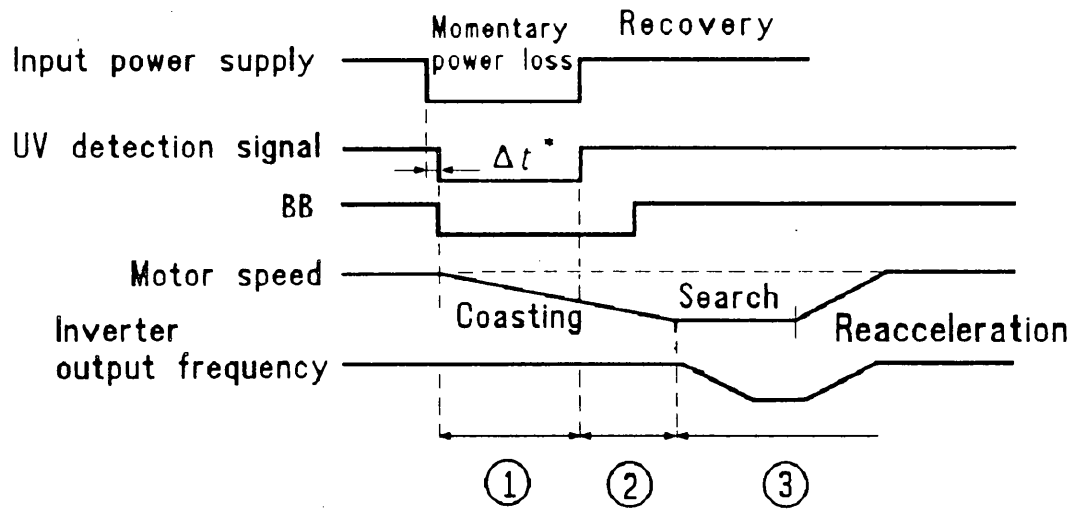 Momentary
power loss
Recovery
Input power supply
UV detection signal
Δt*
BB
Motor speed
Coasting
Search
Inverter
output frequency
Reacceleration
① ② ③